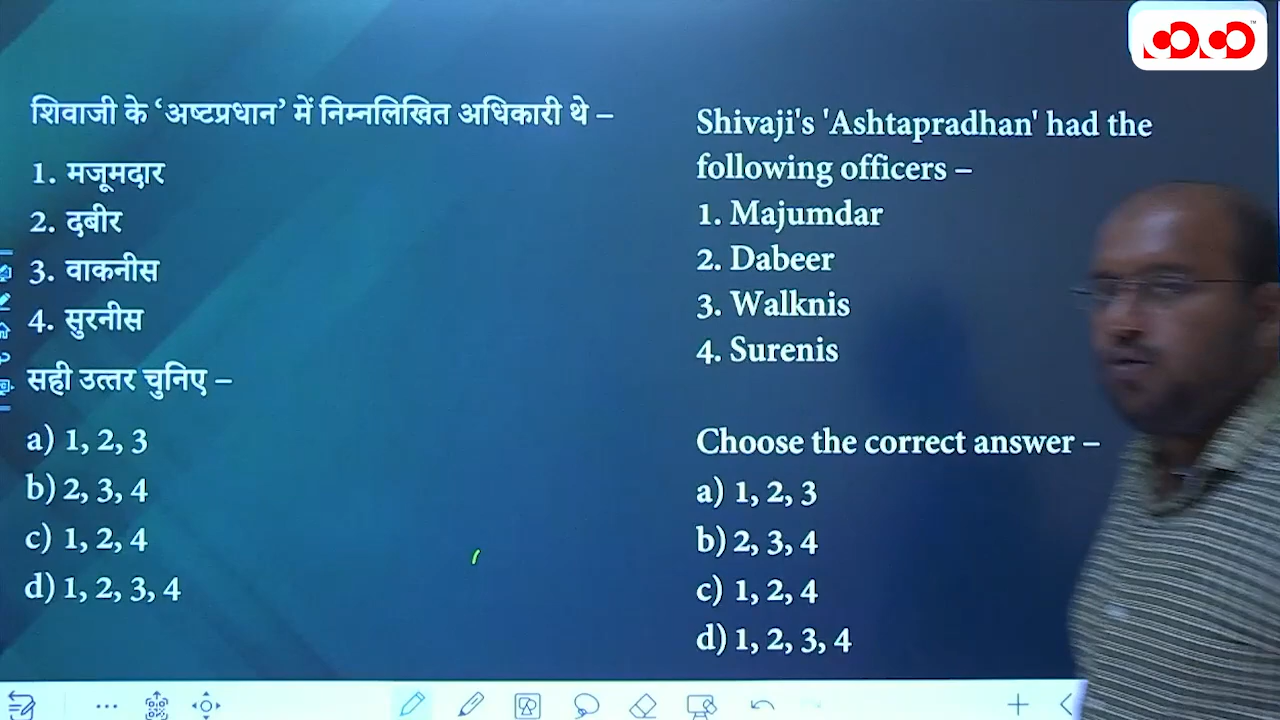 शिवाजी के ‘अष्टप्रधान’ में निम्नलिखित अधिकारी थे –
1. मजूमदार
2. दबीर
3. वाकनीस
4. सुरनीस
सही उत्तर चुनिए –
a) 1, 2, 3
b) 2, 3, 4
c) 1, 2, 4
d) 1, 2, 3, 4
Shivaji's 'Ashtapradhan' had the
following officers –
1. Majumdar
2. Dabeer
3. Walknis
4. Surenis
Choose the correct answer –
a) 1, 2, 3
b) 2, 3, 4
c) 1, 2, 4
d) 1, 2, 3, 4